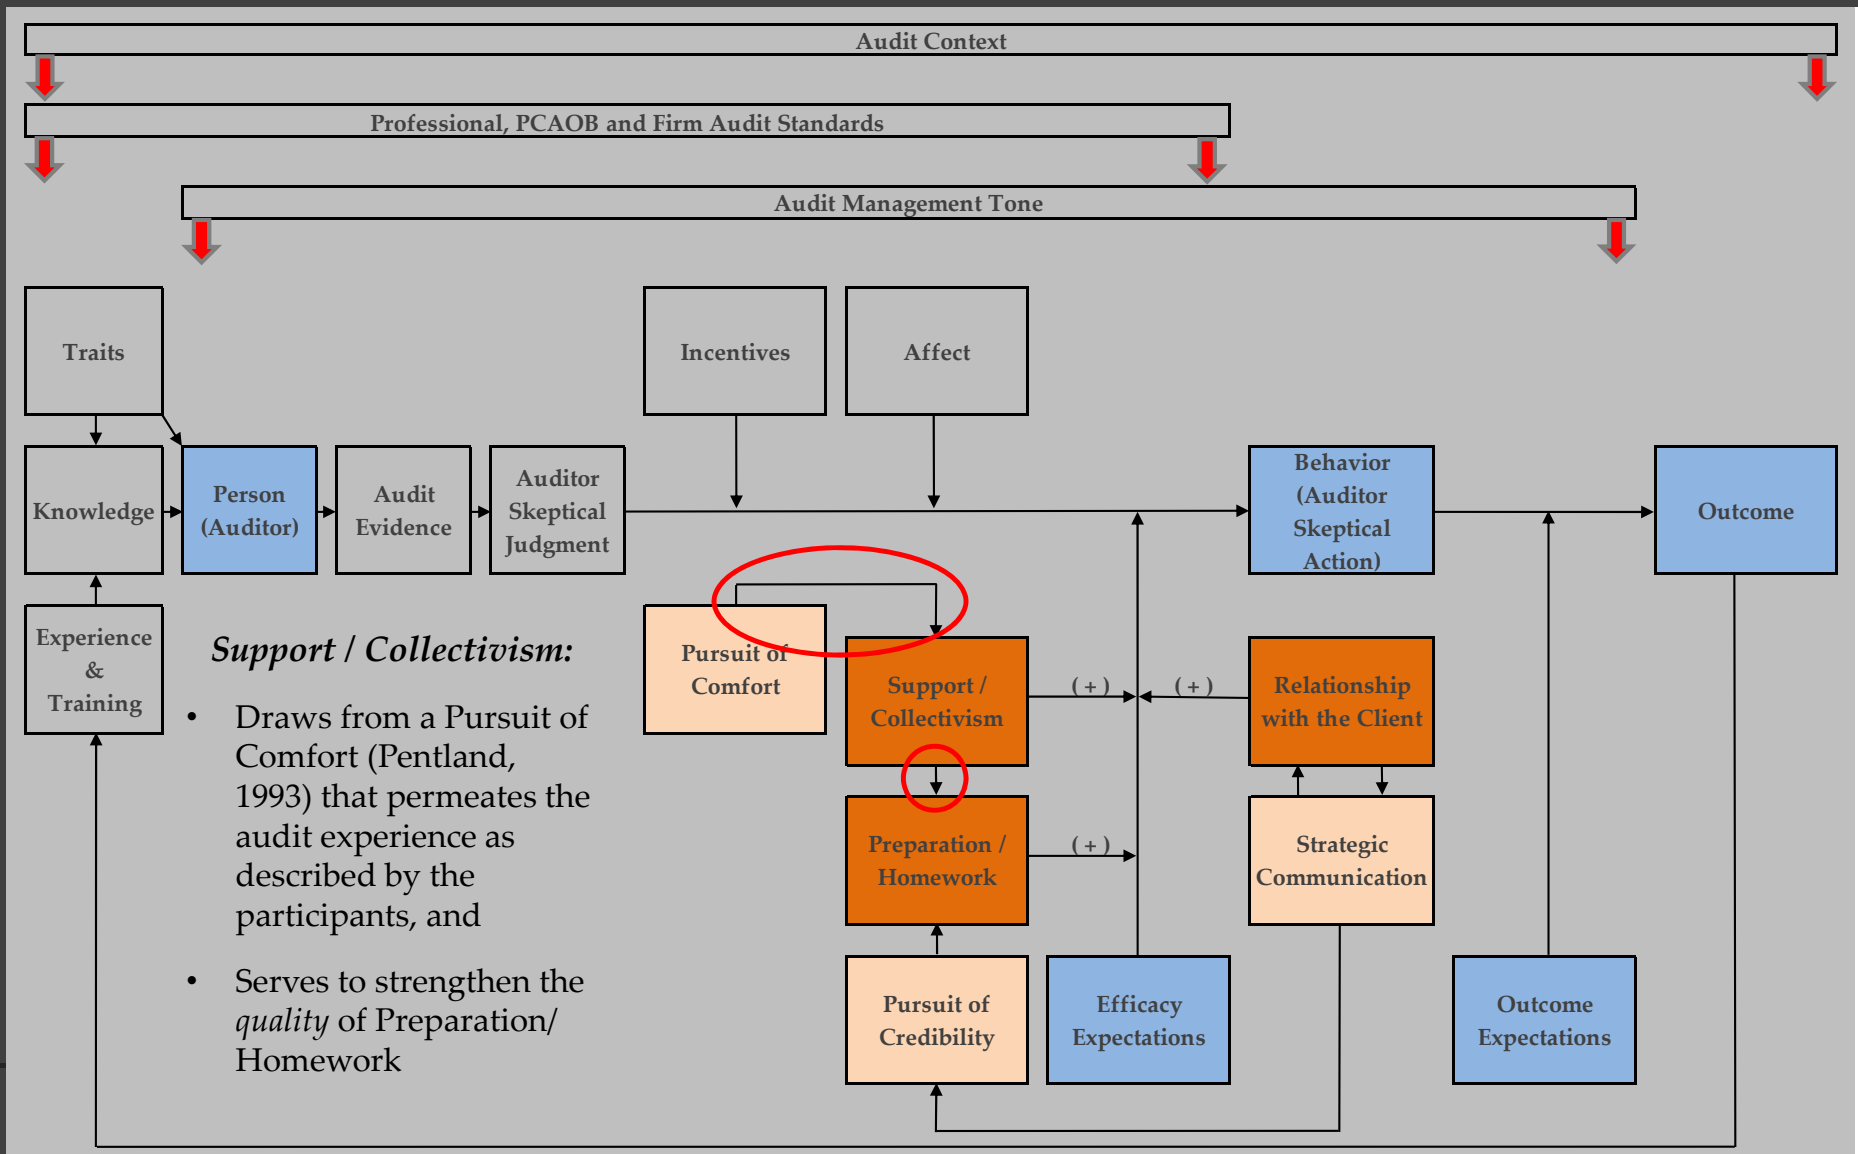 Audit Context
Professional, PCAOB and Firm Audit Standards
Audit Management Tone
Traits
Incentives
Affect
Knowledge
Person
(Auditor)
Audit
Evidence
Auditor
Skeptical
Judgment
Behavior
(Auditor
Skeptical
Action)
Outcome
Experience
&
Training
Support / Collectivism:
• Draws from a Pursuit of
Comfort (Pentland,
1993) that permeates the
audit experience as
described by the
participants, and
• Serves to strengthen the
quality of Preparation/
Homework
Pursuit of
Comfort
Support /
Collectivism
( + )
( + )
Relationship
with the Client
Preparation /
Homework
( + )
Strategic
Communication
Pursuit of
Credibility
Efficacy
Expectations
Outcome
Expectations